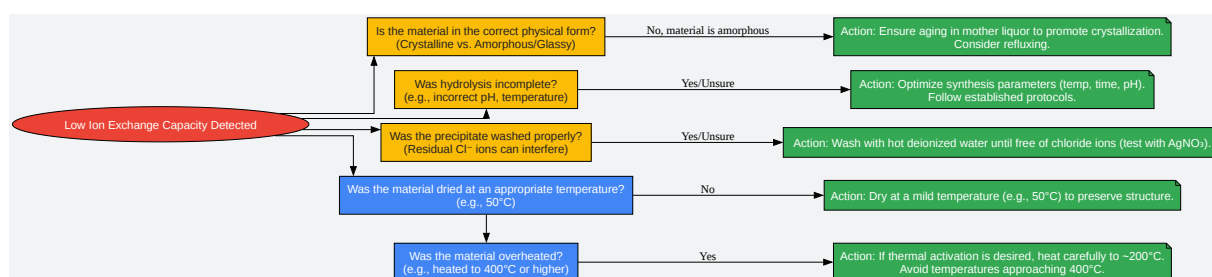 Is the material in the correct physical form?
(Crystalline vs. Amorphous/Glassy)
No, material is amorphous
Action: Ensure aging in mother liquor to promote crystallization.
Consider refluxing.
Was hydrolysis incomplete?
(e.g., incorrect pH, temperature)
Yes/Unsure
Action: Optimize synthesis parameters (temp, time, pH).
Follow established protocols.
Low Ion Exchange Capacity Detected
Was the precipitate washed properly?
(Residual Cl⁻ ions can interfere)
Yes/Unsure
Action: Wash with hot deionized water until free of chloride ions (test with AgNO₃).
Was the material dried at an appropriate temperature?
(e.g., 50°C)
No
Action: Dry at a mild temperature (e.g., 50°C) to preserve structure.
Was the material overheated?
(e.g., heated to 400°C or higher)
Yes
Action: If thermal activation is desired, heat carefully to ~200°C.
Avoid temperatures approaching 400°C.